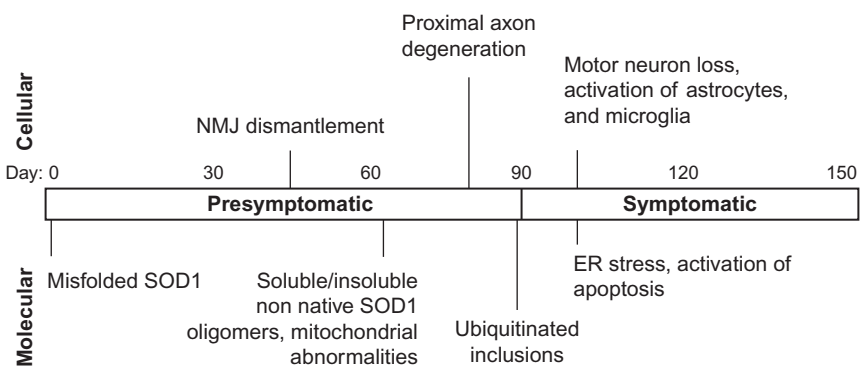 Proximal axon
degeneration
Motor neuron loss,
activation of astrocytes,
and microglia
Cellular
NMJ dismantlement
Day: 0 30 60 90 120 150
Presymptomatic Symptomatic
Molecular
Misfolded SOD1
Soluble/insoluble
non native SOD1
oligomers, mitochondrial
abnormalities
Ubiquitinated
inclusions
ER stress, activation of
apoptosis